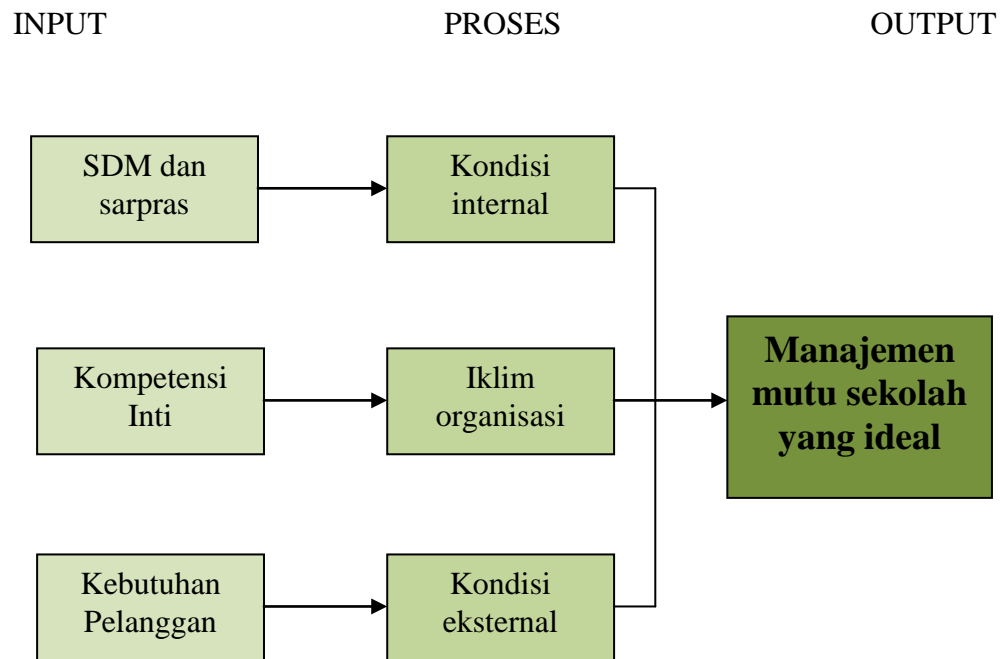 INPUT PROSES OUTPUT
SDM dan
sarpras
Kondisi
internal
Kompetensi
Inti
Iklim
organisasi
Manajemen
mutu sekolah
yang ideal
Kebutuhan
Pelanggan
Kondisi
eksternal